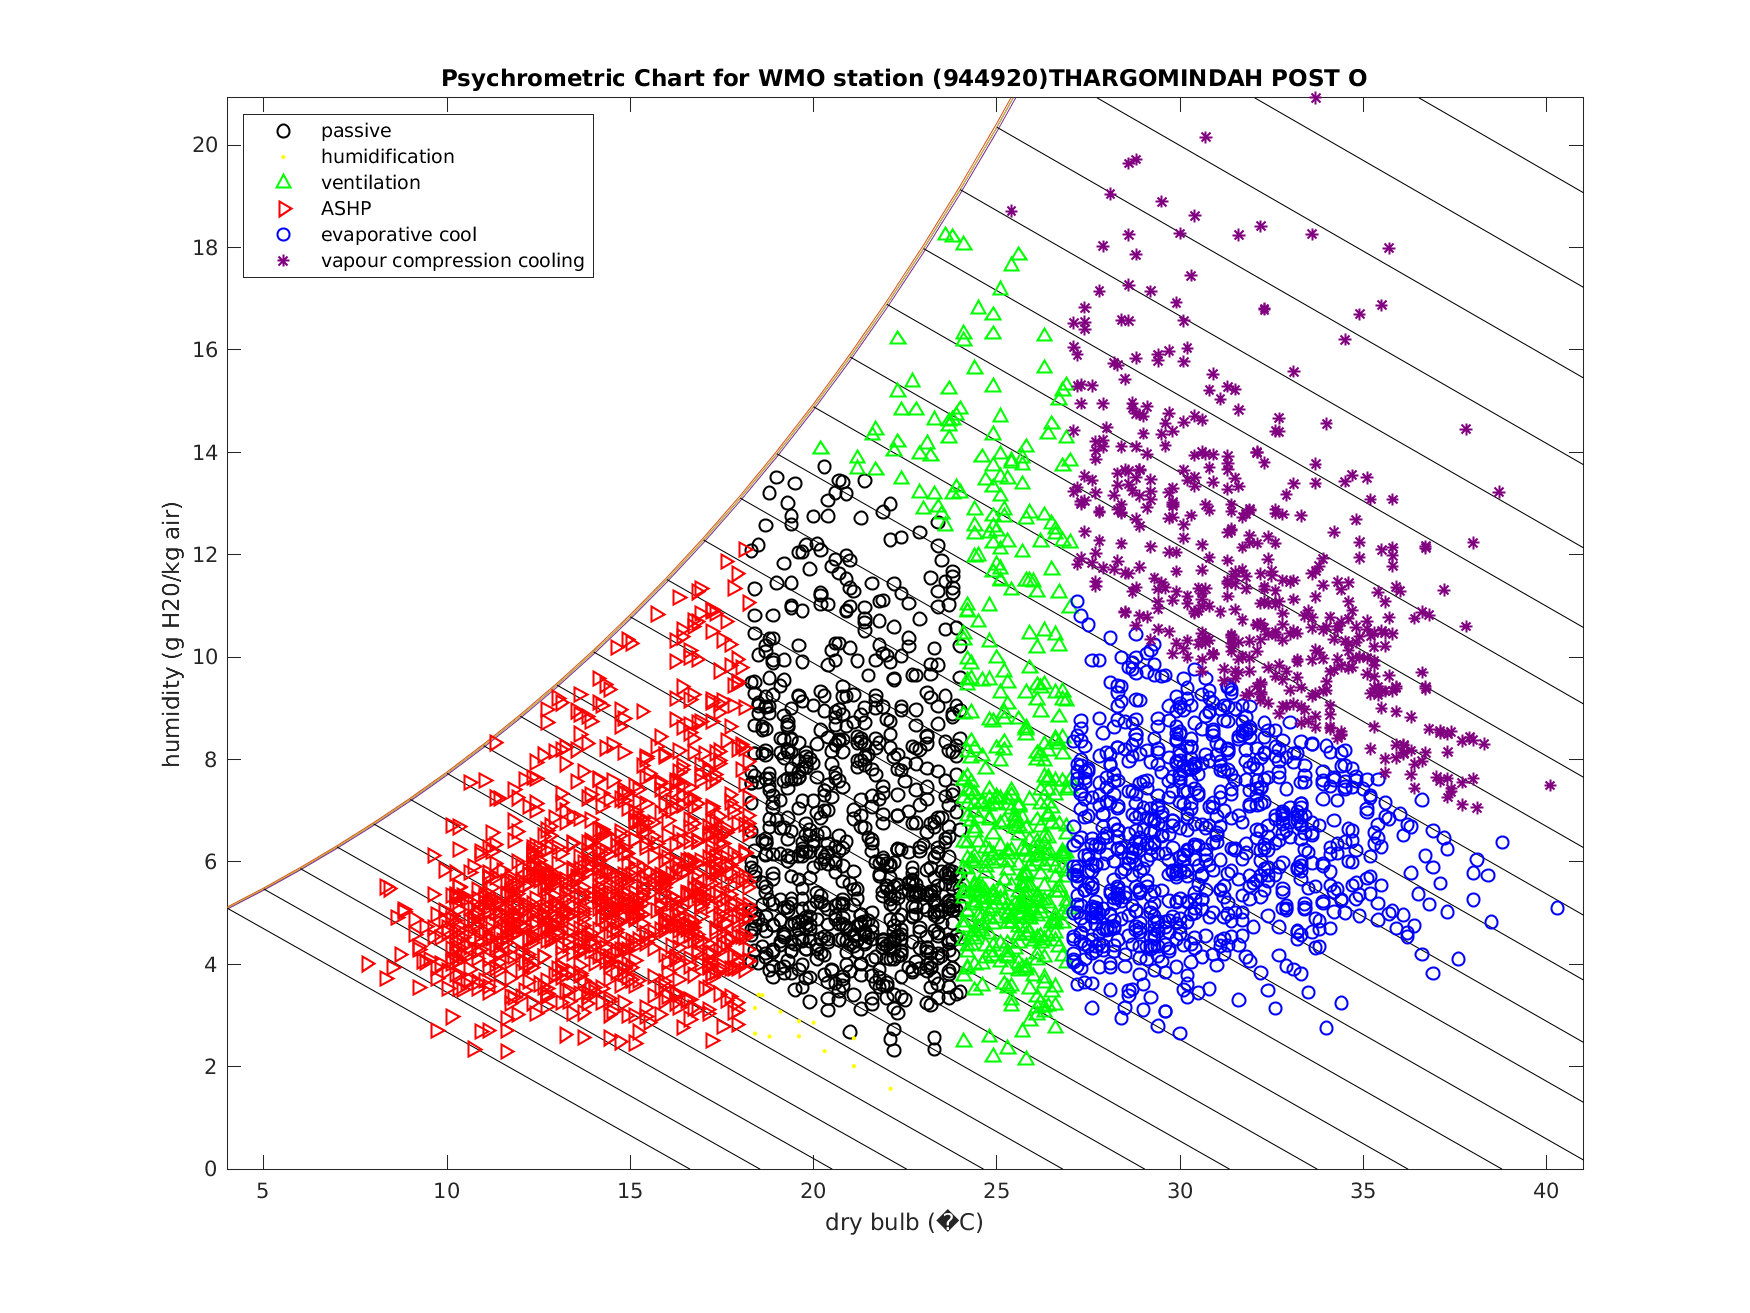 Psychrometric Chart for WMO station (944920)THARGOMINDAH POST O
passive
humidification
ventilation
ASHP
evaporative cool
vapour compression cooling
humidity (g H20/kg air)
20
18
16
14
12
10
8
6
4
2
0
5 10 15 20 25 30 35 40
dry bulb (�C)